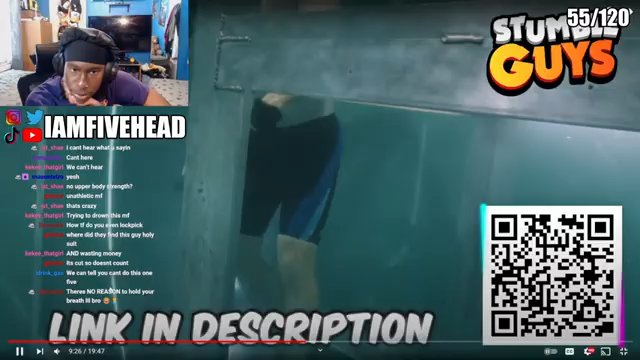 55/120
STUMBLE
GUYS
IAMFIVEHEAD
I cant hear what u sayin
Cant here
kekee_thatgirl We can't hear
yesh
no upper body strength?
unathletic mf
thats crazy
kekee_thatgirl Trying to drown this mf
How tf do you even lockpick
where did they find this guy holy
suit
kekee_thatgirl AND wasting money
Its cut so doesnt count
We can tell you cant do this one
five
Theres NO REASON to hold your
breath lil bro
LINK IN DESCRIPTION
9:26 / 19:47